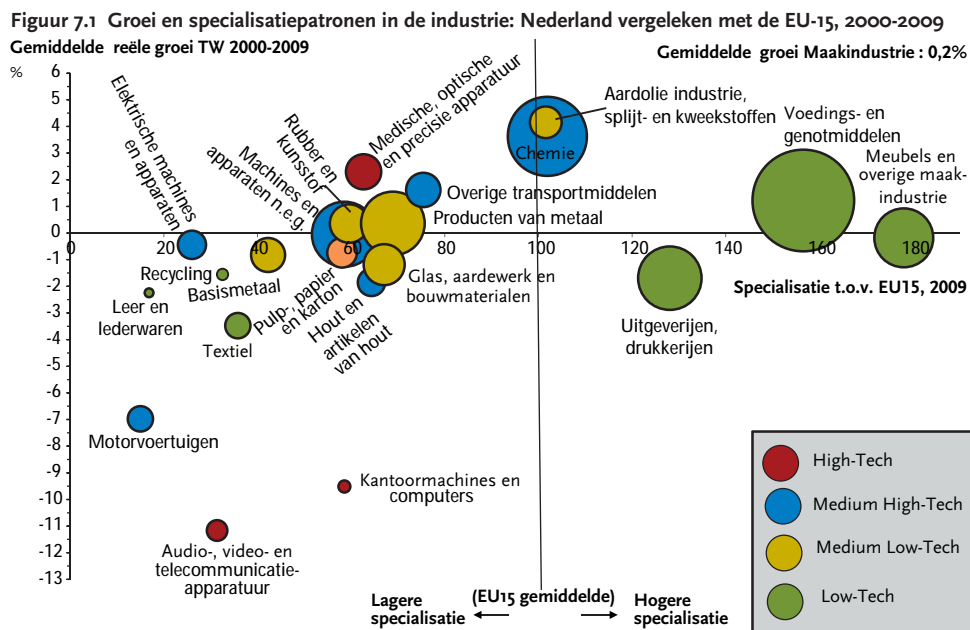 Figuur 7.1 Groei en specialisatiepatronen in de industrie: Nederland vergeleken met de EU-15, 2000-2009
Gemiddelde reële groei TW 2000-2009
Gemiddelde groei Maakindustrie : 0,2%
%
6
5
4
3
2
1
0
-1
-2
-3
-4
-5
-6
-7
-8
-9
-10
-11
-12
-13
0
20
40
60
80
100
120
140
160
180
Elektrische machines
en apparaten
Machines en
apparaten n.e.g.
Rubber en
kunsstof
Medische, optische
en precisie apparatuur
Aardolie industrie,
splijt- en kweekstoffen
Chemie
Voedings- en
genotmiddelen
Meubels en
overige maak-
industrie
Overige transportmiddelen
Producten van metaal
Recycling
Basismetaal
Leer en
lederwaren
Textiel
Pulp-, papier
en karton
Hout en
artikelen
van hout
Glas, aardewerk en
bouwmaterialen
Specialisatie t.o.v. EU15, 2009
Uitgeverijen,
drukkerijen
Motorvoertuigen
Kantoormachines en
computers
Audio-, video- en
telecommunicatie-
apparatuur
High-Tech
Medium High-Tech
Medium Low-Tech
Low-Tech
Lagere
specialisatie
(EU15 gemiddelde)
Hogere
specialisatie